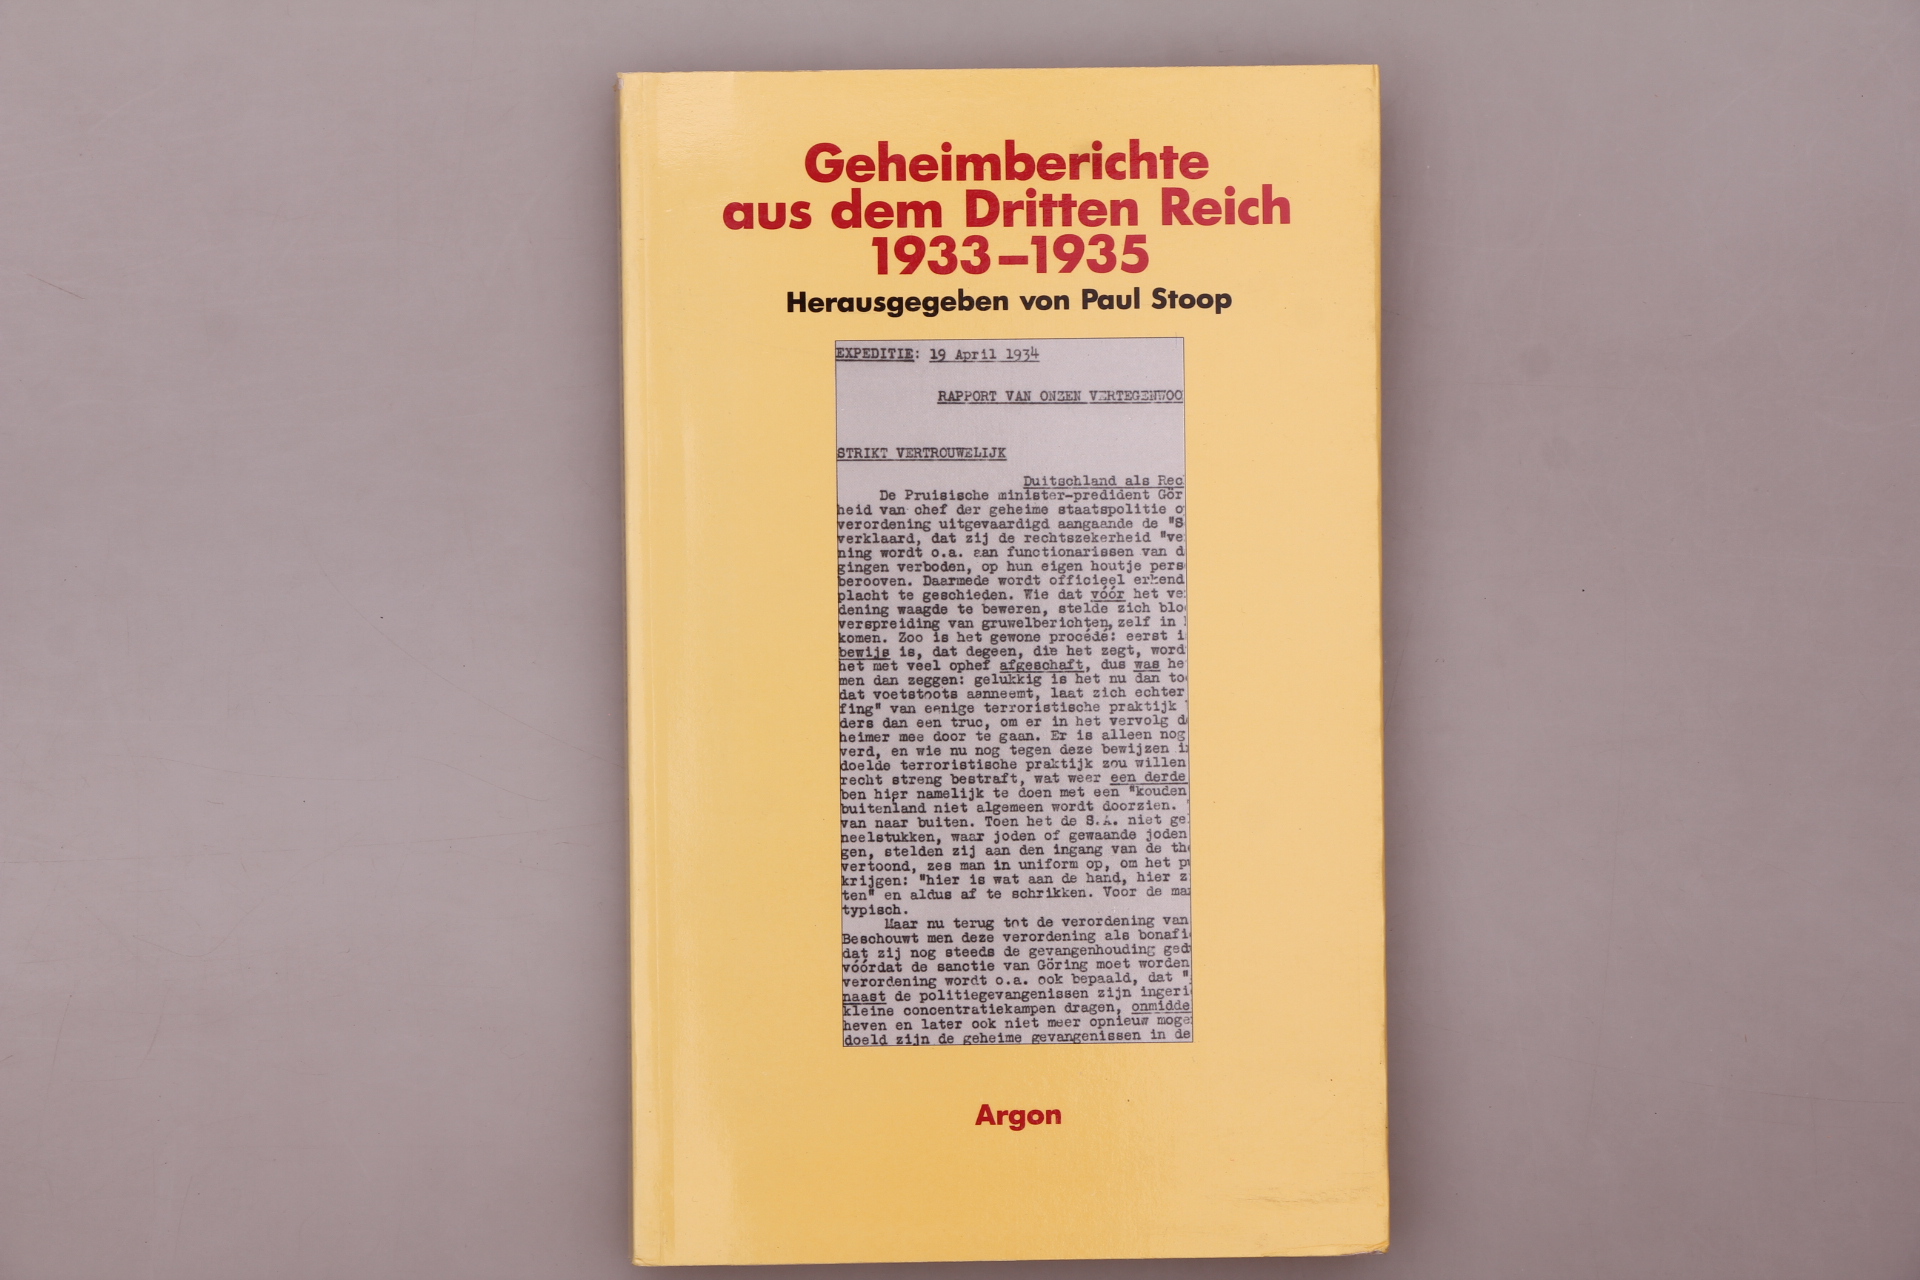 Geheimberichte
aus dem Dritten Reich
1933–1935
Herausgegeben von Paul Stoop
EXPEDITIE: 19 April 1934
RAPPORT VAN ONZEN VERTEGENWOO
STRIKT VERTROUWELIJK
Duitschland als Rec
De Pruisische minister-predident Gör
heid van chef der geheime staatspolitie o
verordening uitgevaardigd aangaande de "S
verklaard, dat zij de rechtszekerheid "ve
ning wordt o.a. aan functionarissen van d
gingen verboden, op hun eigen houtje pers
berooven. Daarmede wordt officieel erkend
placht te geschieden. Wie dat vóór het ve
dening waagde te beweren, stelde zich blo
verspreiding van gruwelberichten, zelf in
komen. Zoo is het gewone procédé: eerst i
bewijs is, dat degeen, die het zegt, word
het met veel ophef afgeschaft, dus was he
men dan zeggen: gelukkig is het nu dan to
dat voetstoots aanneemt, laat zich echter
fing" van eenige terroristische praktijk
ders dan een truc, om er in het vervolg d
heimer mee door te gaan. Er is alleen nog
verd, en wie nu nog tegen deze bewijzen i
doelde terroristische praktijk zou willen
recht streng bestraft, wat weer een derde
ben hier namelijk te doen met een "kouden
buitenland niet algemeen wordt doorzien.
van naar buiten. Toen het de S.A. niet ge
neelstukken, waar joden of gewaande joden
gen, stelden zij aan den ingang van de th
vertoond, zes man in uniform op, om het p
krijgen: "hier is wat aan de hand, hier z
ten" en aldus af te schrikken. Voor de ma
typisch.
Maar nu terug tot de verordening van
Beschouwt men deze verordening als bonafi
dat zij nog steeds de gevangenhouding ged
vóórdat de sanctie van Göring moet worden
verordening wordt o.a. ook bepaald, dat "
naast de politiegevangenissen zijn ingeri
kleine concentratiekampen dragen, onmidde
heven en later ook niet meer opnieuw moge
doeld zijn de geheime gevangenissen in de
Argon